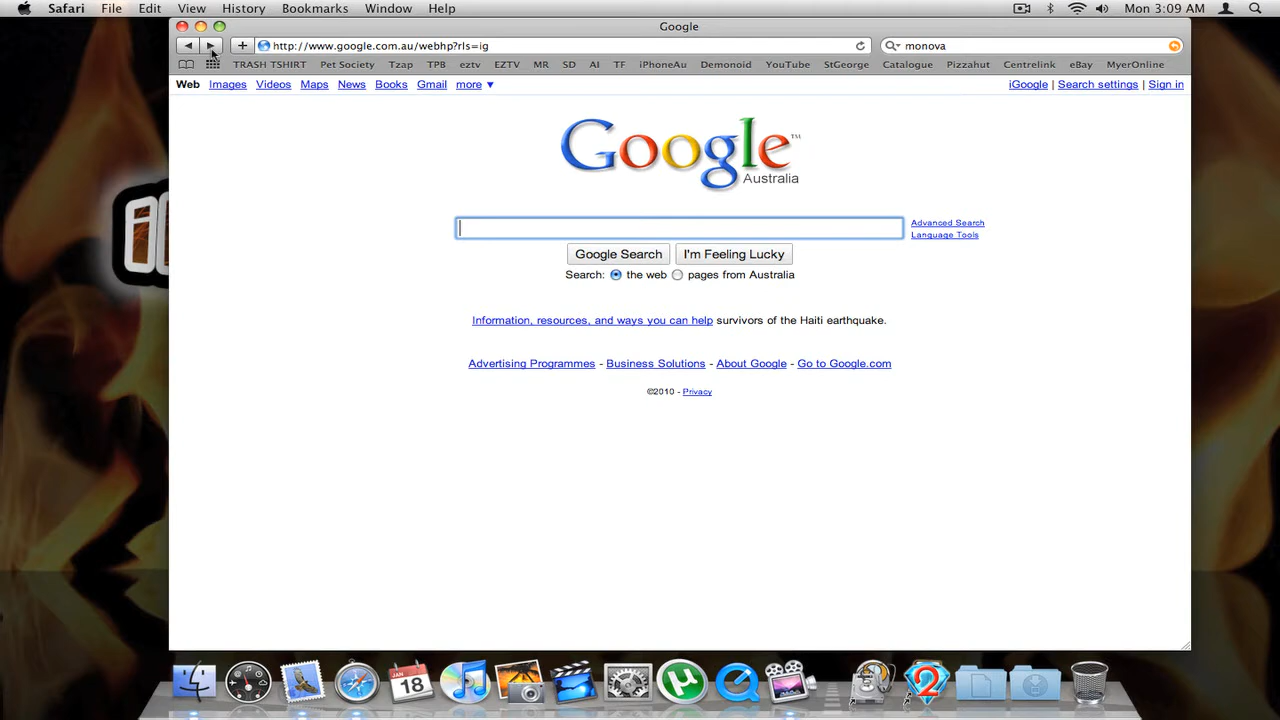 Safari File Edit View History Bookmarks Window Help Mon 3:09 AM
Google
http://www.google.com.au/webhp?rls=ig monova
TRASH TSHIRT Pet Society Tzap TPB eztv EZTV MR SD AI TF iPhoneAu Demonoid YouTube StGeorge Catalogue Pizzahut Centrelink eBay MyerOnline
Web Images Videos Maps News Books Gmail more ▼ iGoogle | Search settings | Sign in
Google™
Australia
Advanced Search
Language Tools
Google Search I'm Feeling Lucky
Search: the web pages from Australia
Information, resources, and ways you can help survivors of the Haiti earthquake.
Advertising Programmes - Business Solutions - About Google - Go to Google.com
©2010 - Privacy
JAN
18
2